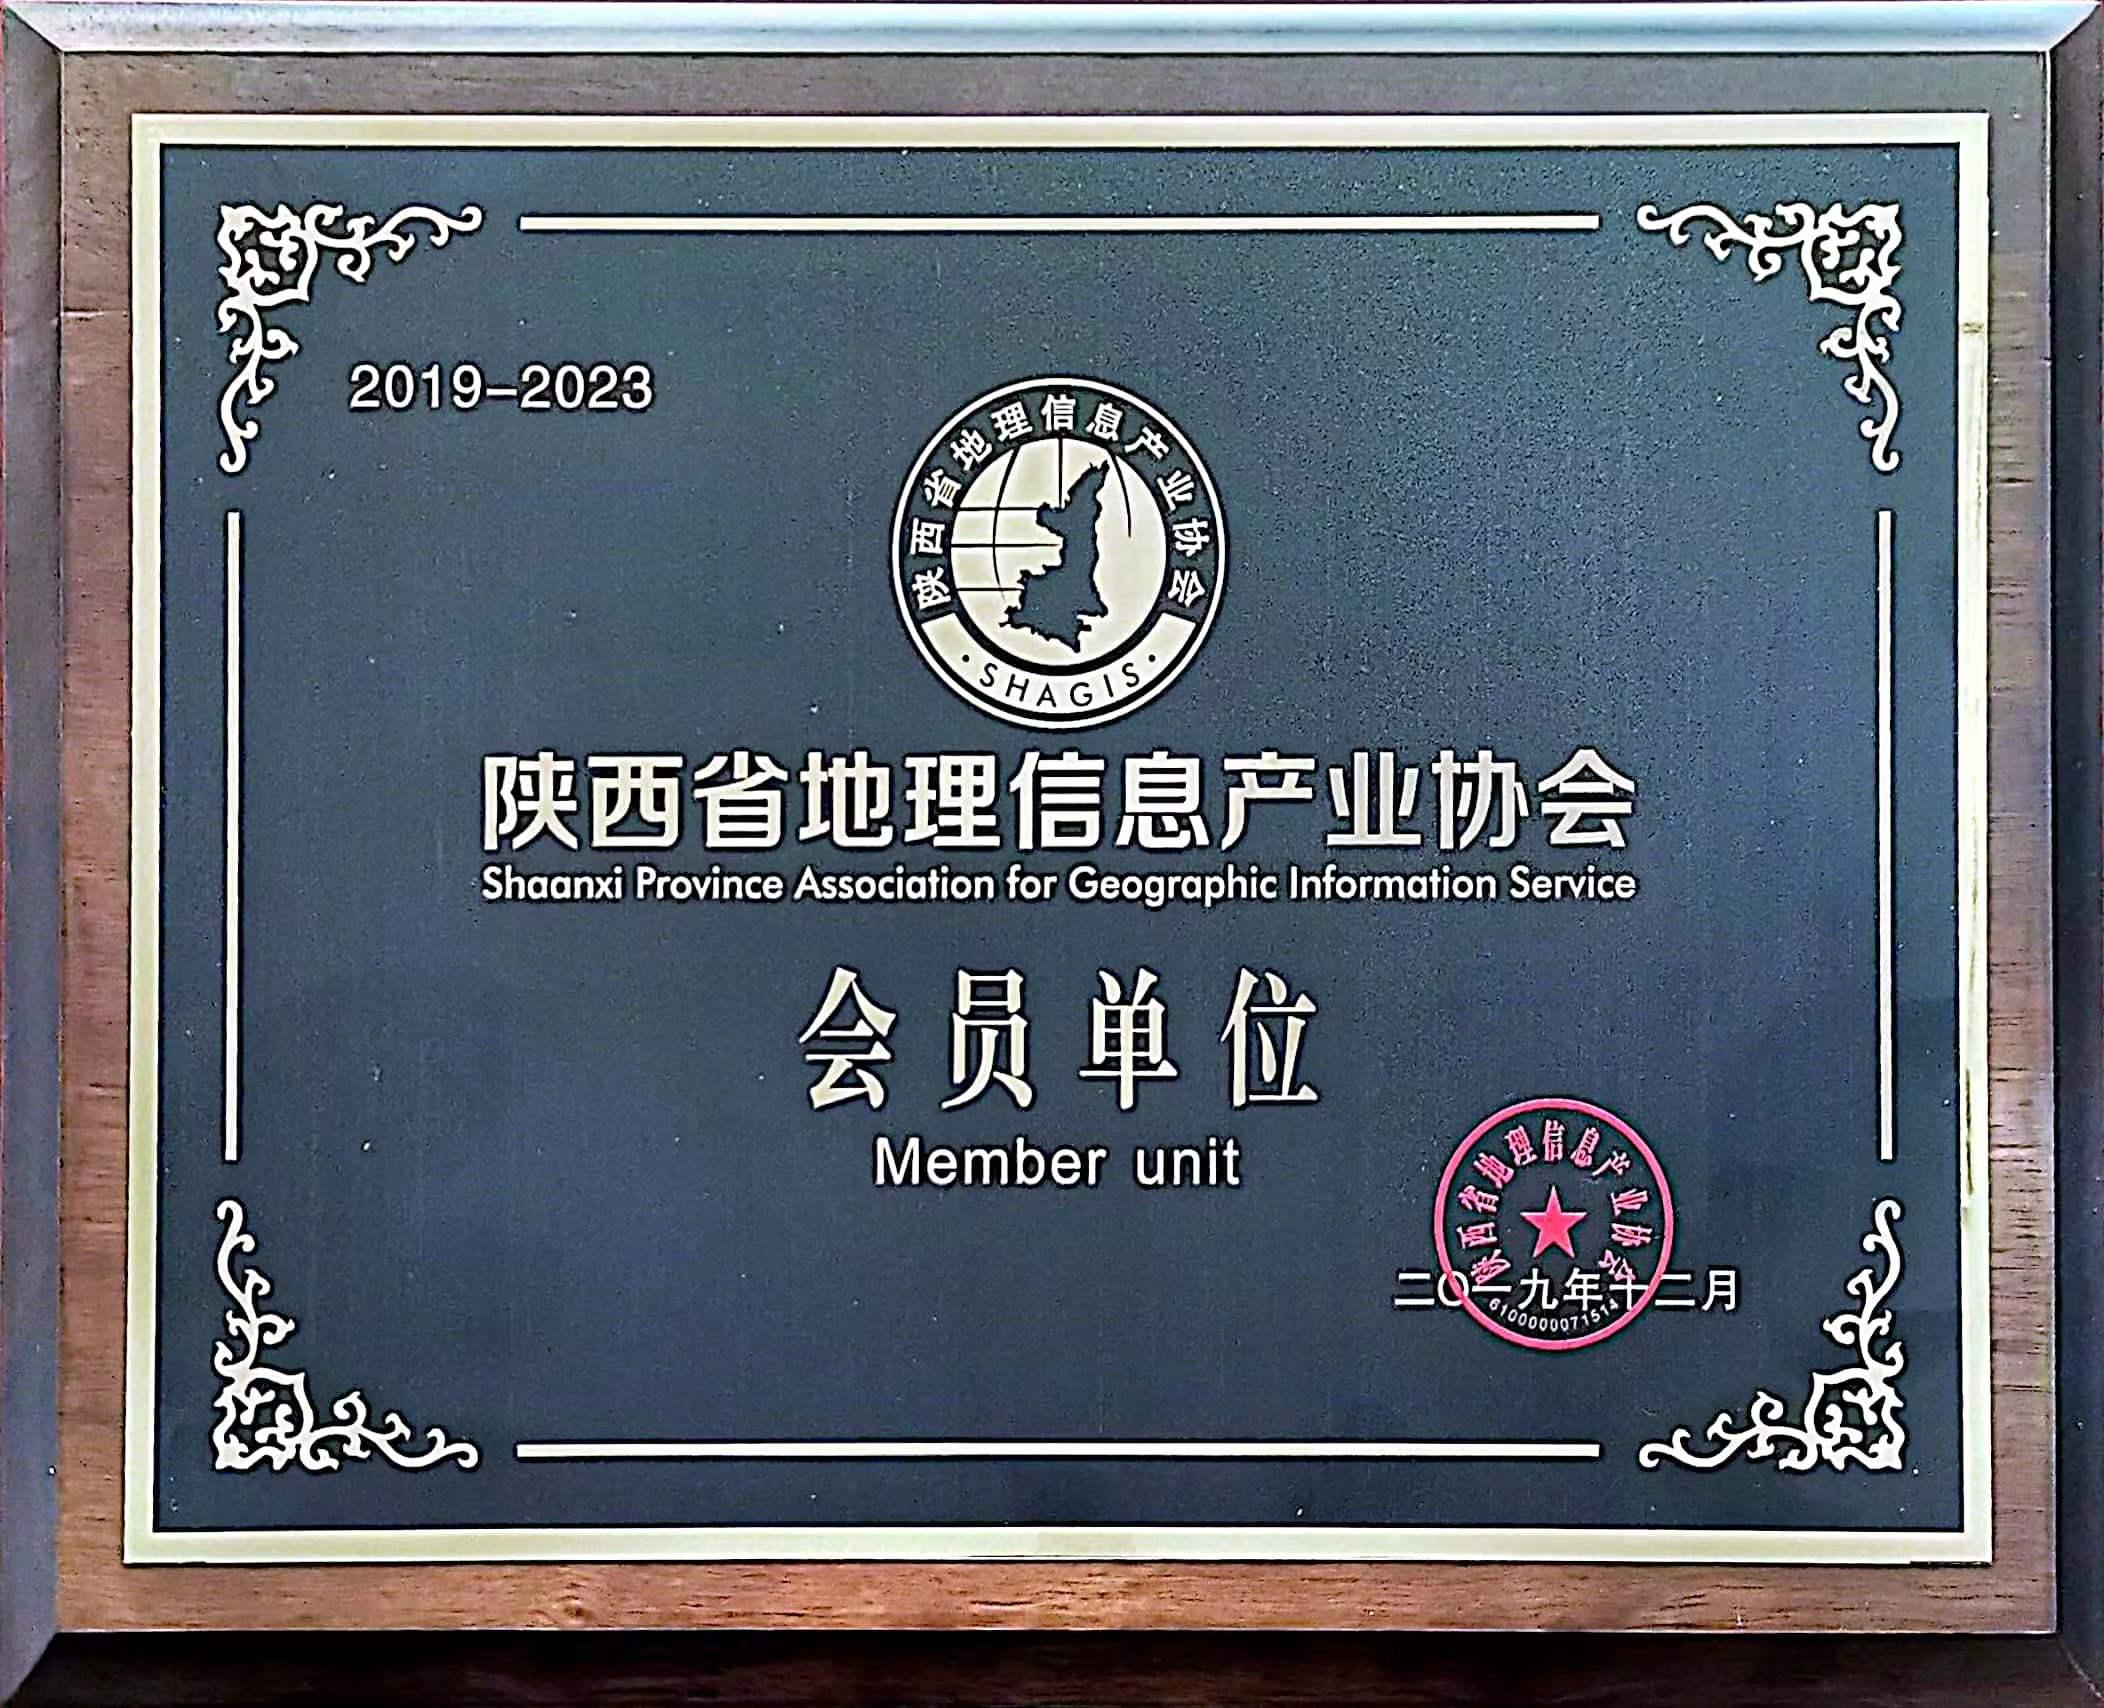 2019-2023
陕西省地理信息产业协会
·SHAGIS·
陕西省地理信息产业协会
Shaanxi Province Association for Geographic Information Service
会员单位
Member unit
陕西省地理信息产业协会
二〇一九年十二月
6100000071514